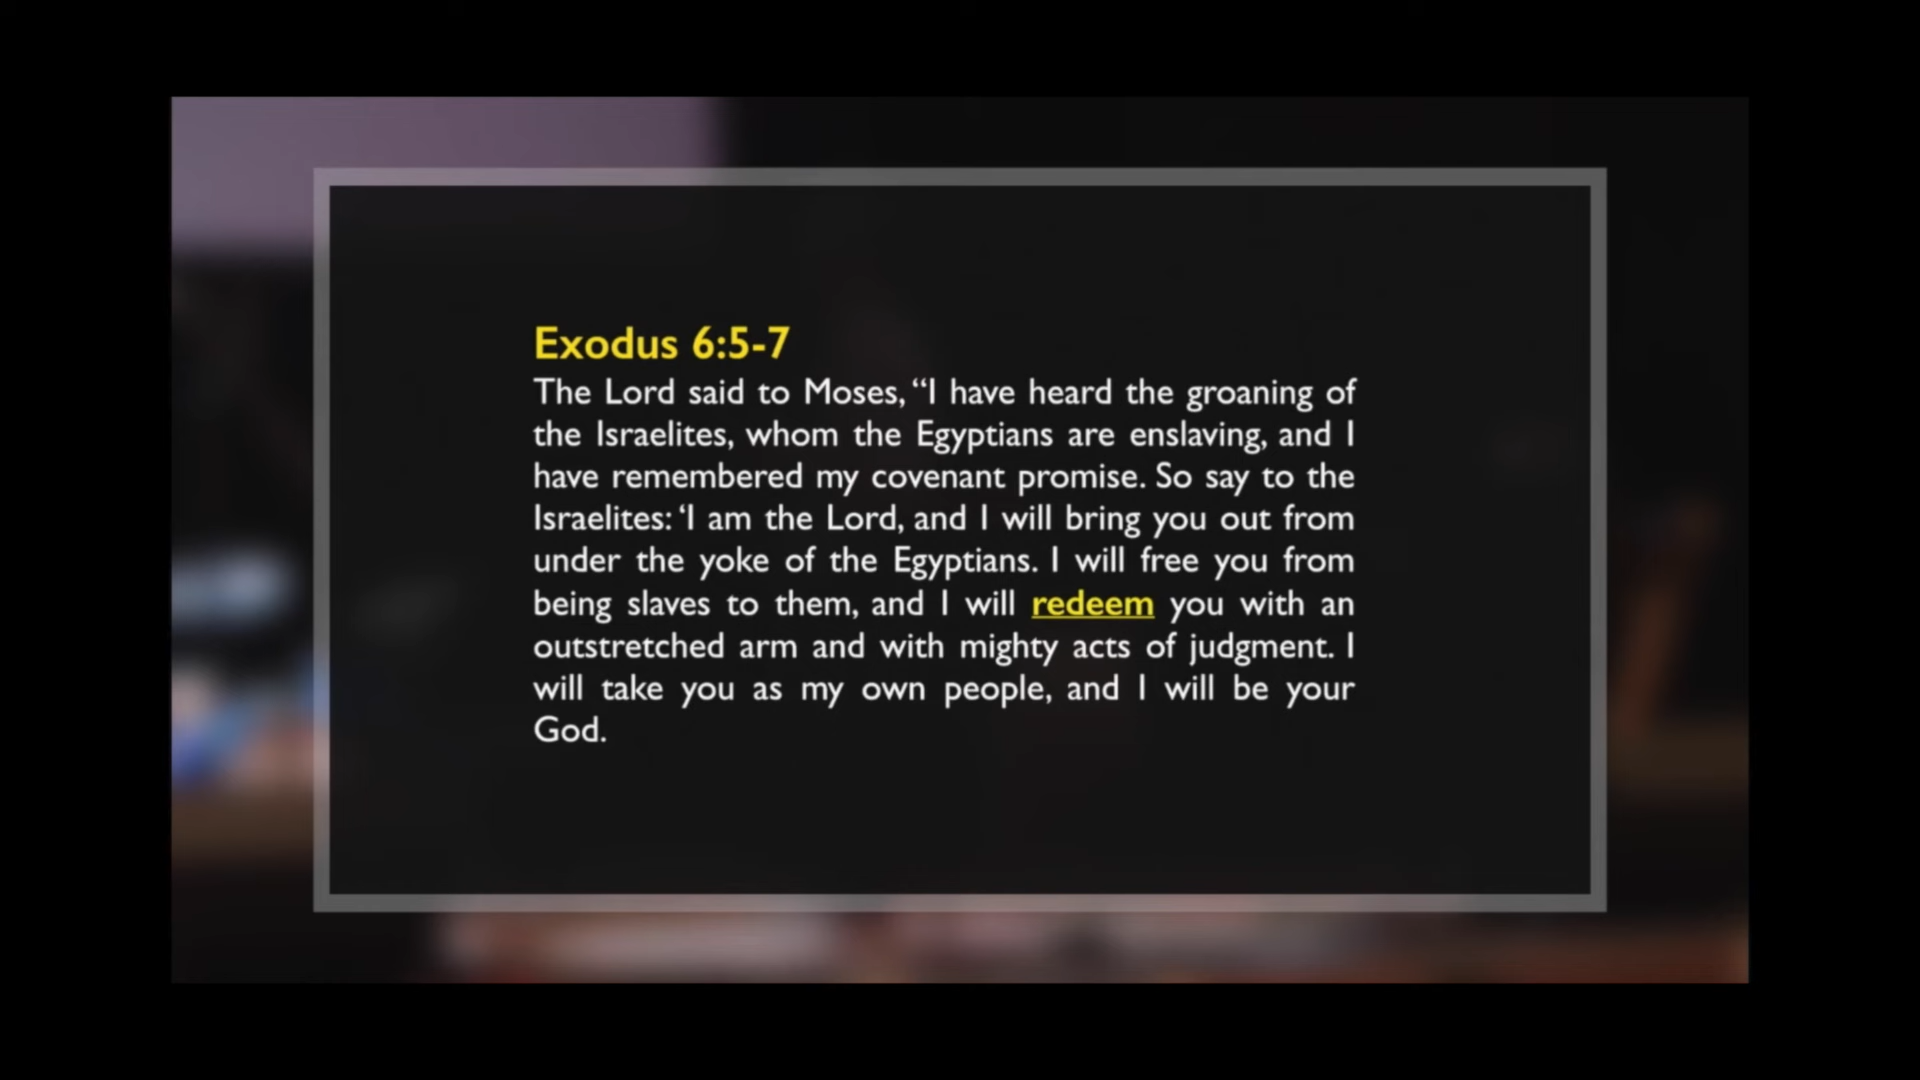 Exodus 6:5-7
The Lord said to Moses, “I have heard the groaning of
the Israelites, whom the Egyptians are enslaving, and I
have remembered my covenant promise. So say to the
Israelites: ‘I am the Lord, and I will bring you out from
under the yoke of the Egyptians. I will free you from
being slaves to them, and I will redeem you with an
outstretched arm and with mighty acts of judgment. I
will take you as my own people, and I will be your
God.